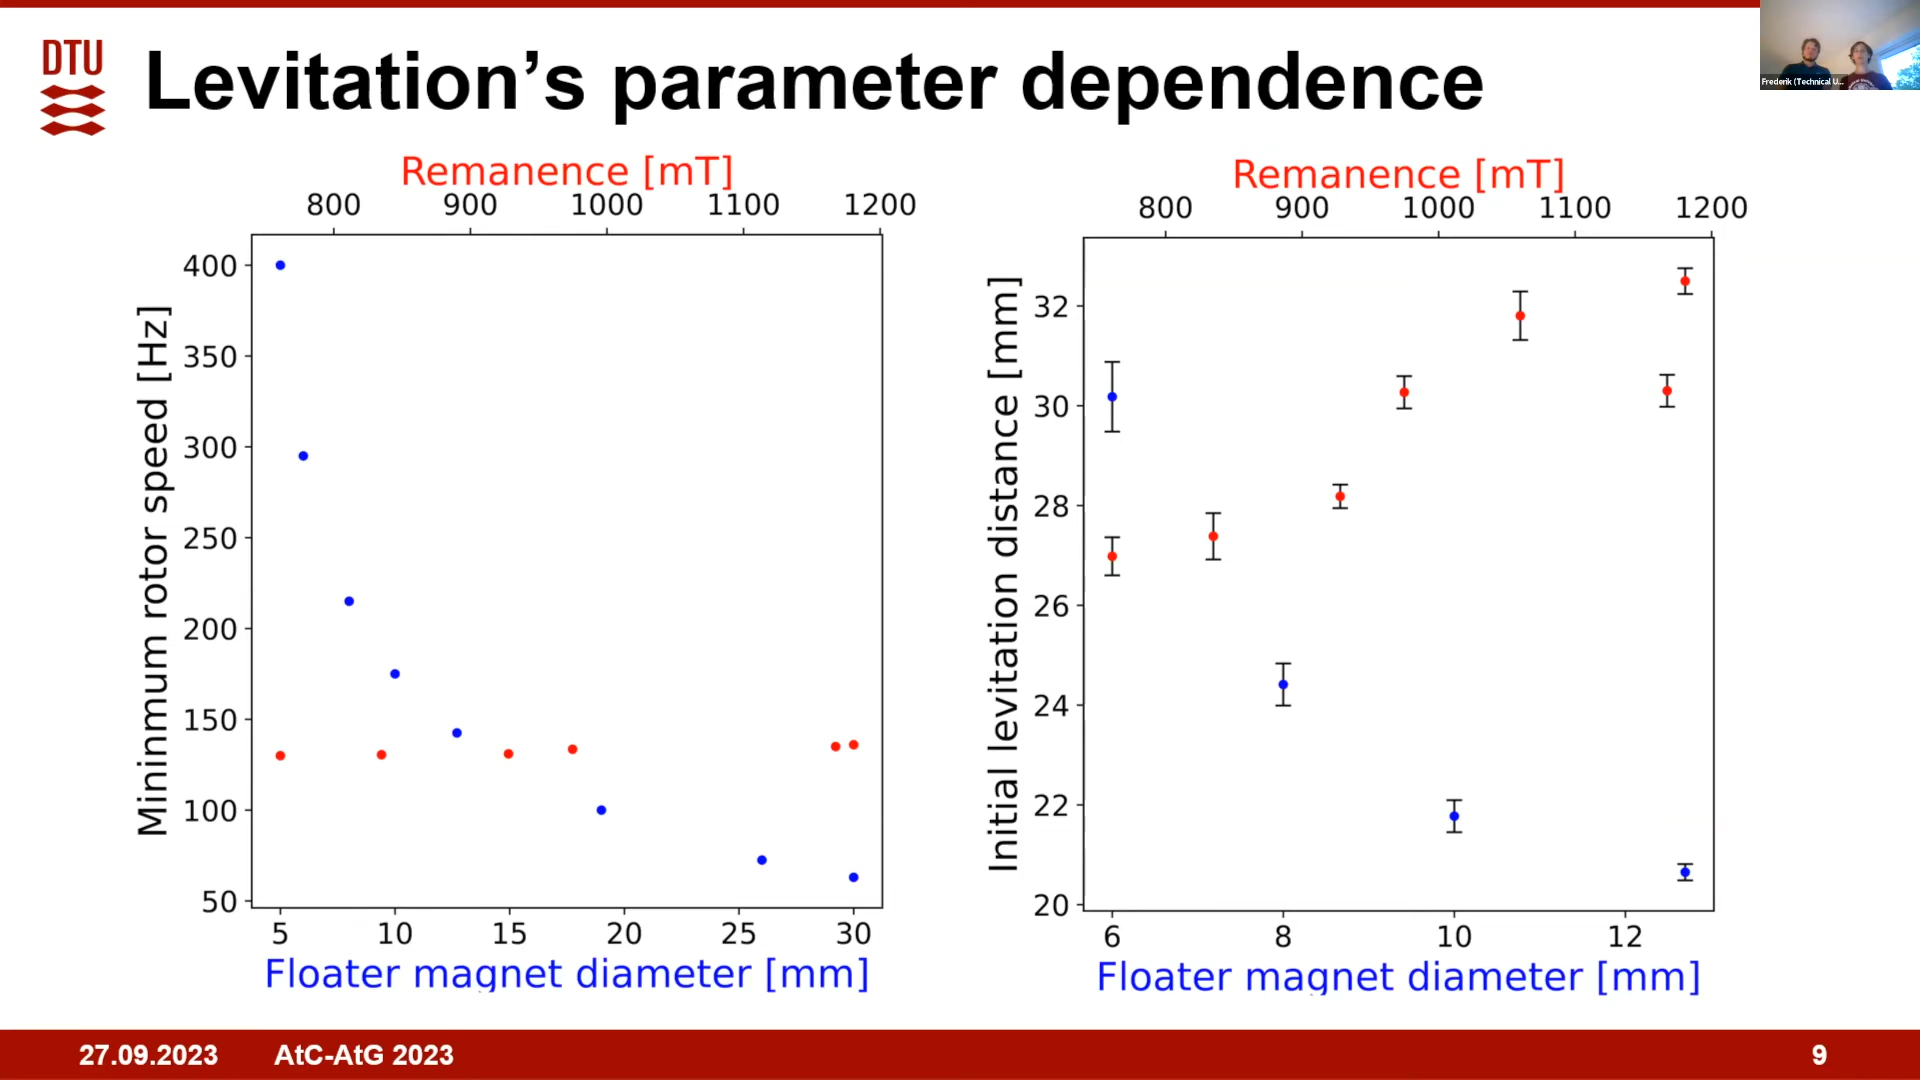 DTU
Levitation’s parameter dependence
Frederik (Technical U...
Remanence [mT]
800 900 1000 1100 1200
400
350
300
250
200
150
100
50
Mininmum rotor speed [Hz]
5 10 15 20 25 30
Floater magnet diameter [mm]
Remanence [mT]
800 900 1000 1100 1200
32
30
28
26
24
22
20
Initial levitation distance [mm]
6 8 10 12
Floater magnet diameter [mm]
27.09.2023 AtC-AtG 2023 9